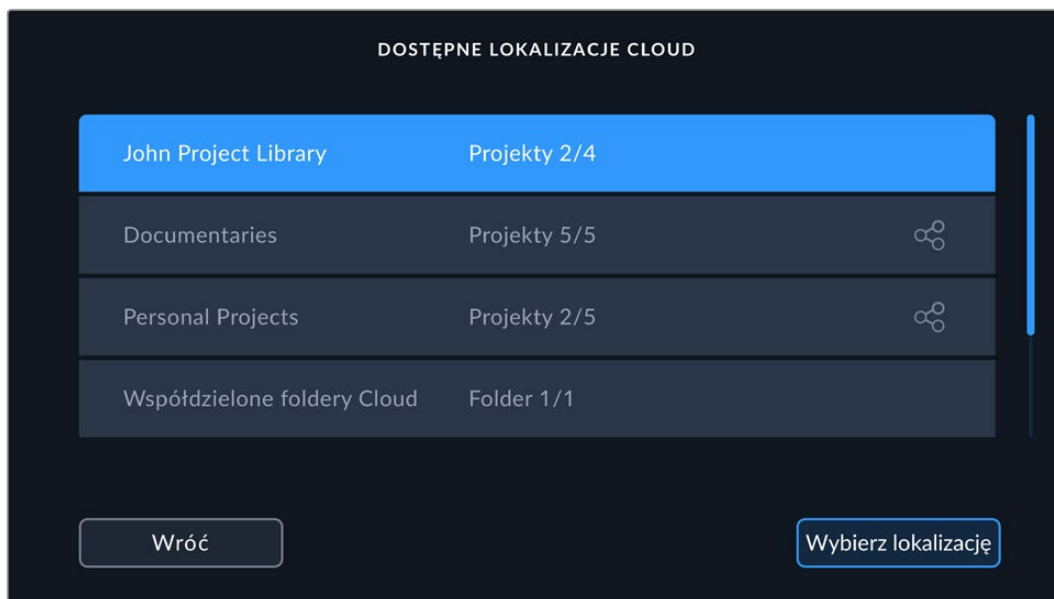 DOSTĘPNE LOKALIZACJE CLOUD
John Project Library Projekty 2/4
Documentaries Projekty 5/5
Personal Projects Projekty 2/5
Współdzielone foldery Cloud Folder 1/1
Wróć Wybierz lokalizację